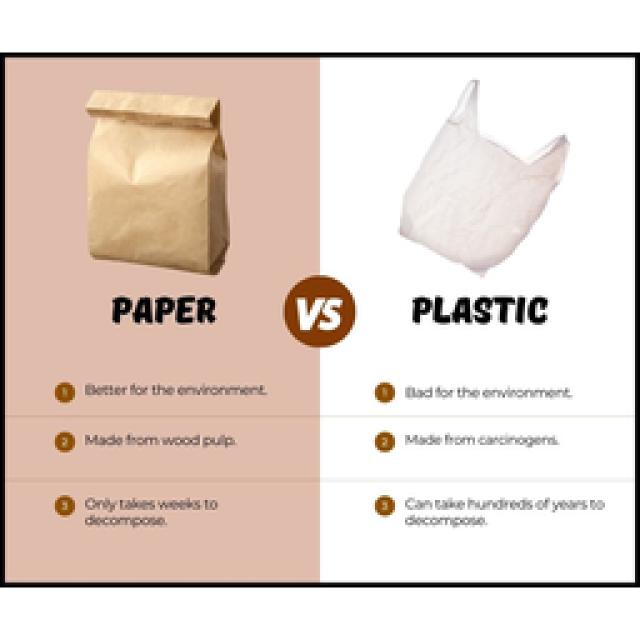 PAPER
VS
PLASTIC
1 Better for the environment.
2 Made from wood pulp.
3 Only takes weeks to
decompose.
1 Bad for the environment.
2 Made from carcinogens.
3 Can take hundreds of years to
decompose.